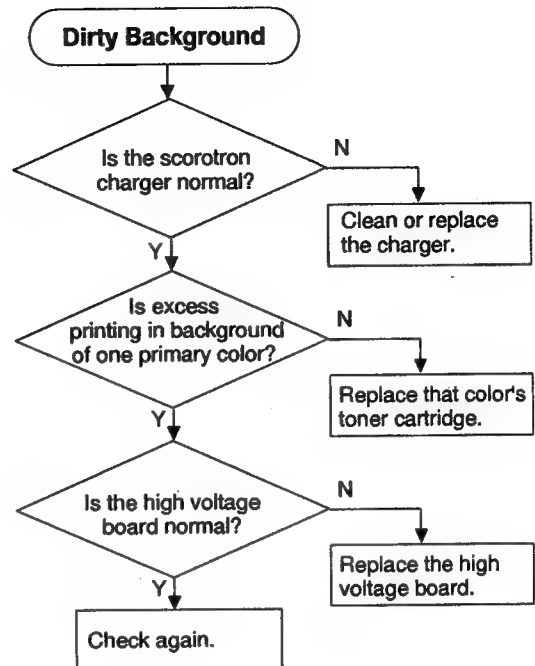 Dirty Background
Is the scorotron
charger normal?
N
Clean or replace
the charger.
Y
Is excess
printing in background
of one primary color?
N
Replace that color's
toner cartridge.
Y
Is the high voltage
board normal?
N
Replace the high
voltage board.
Y
Check again.